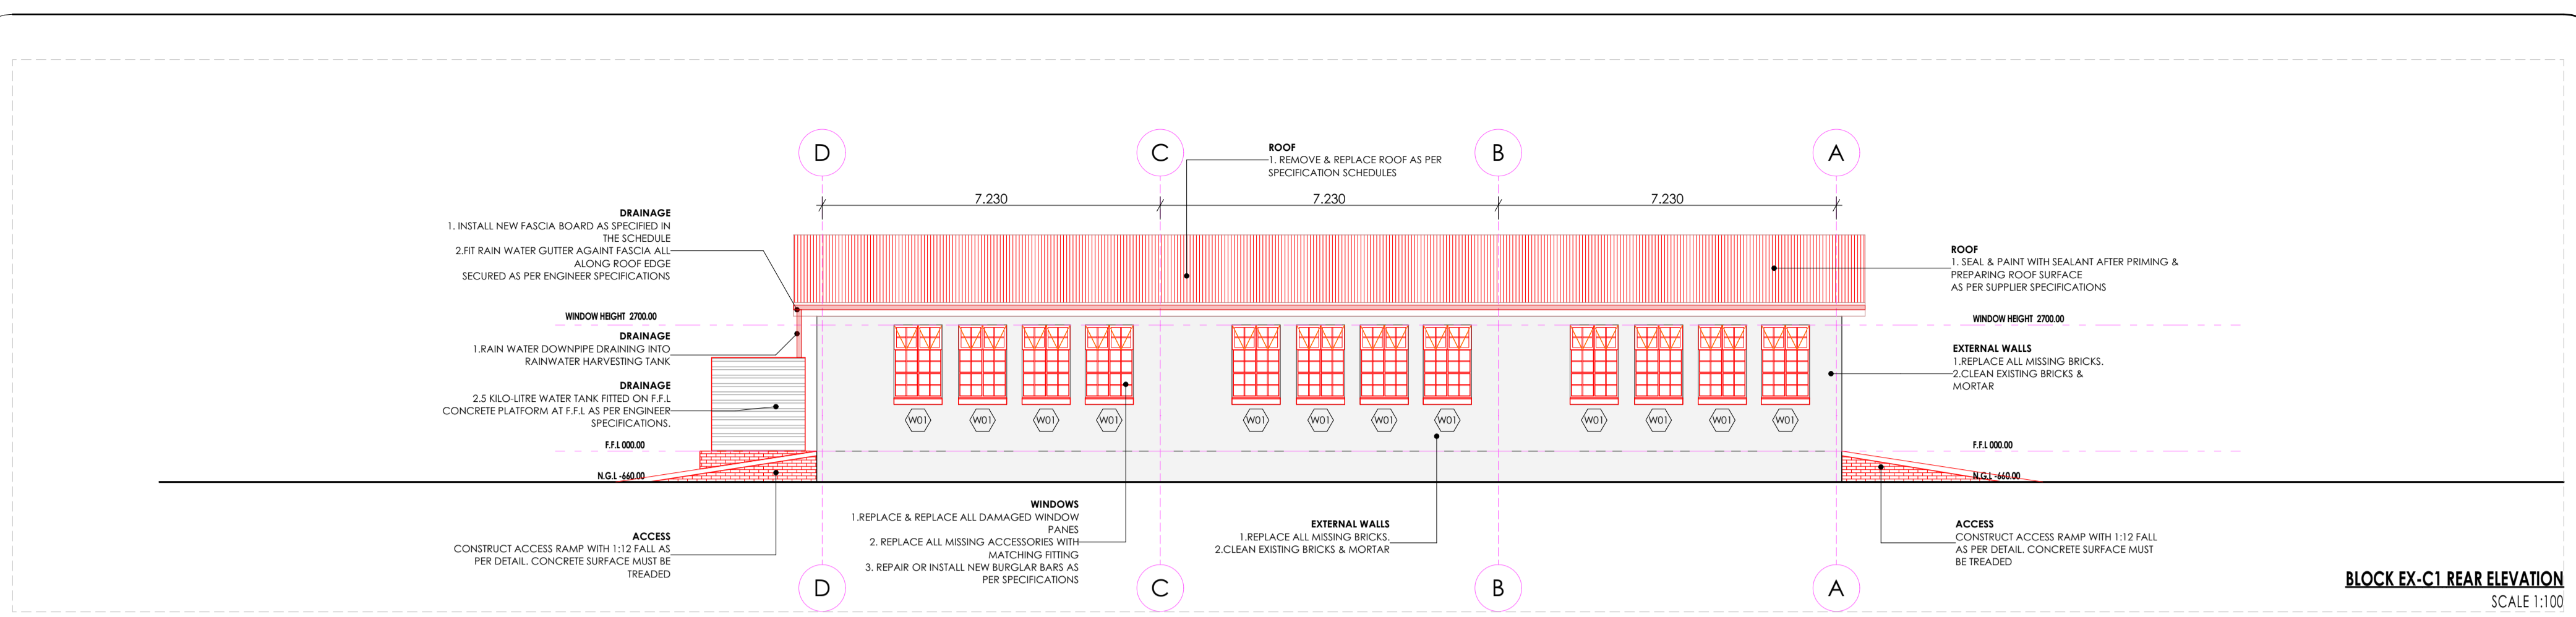 D
C
B
A
7.230
7.230
7.230
ROOF
1. REMOVE & REPLACE ROOF AS PER
SPECIFICATION SCHEDULES
DRAINAGE
1. INSTALL NEW FASCIA BOARD AS SPECIFIED IN
THE SCHEDULE
2.FIT RAIN WATER GUTTER AGAINT FASCIA ALL
ALONG ROOF EDGE
SECURED AS PER ENGINEER SPECIFICATIONS
ROOF
1. SEAL & PAINT WITH SEALANT AFTER PRIMING &
PREPARING ROOF SURFACE
AS PER SUPPLIER SPECIFICATIONS
WINDOW HEIGHT 2700.00
WINDOW HEIGHT 2700.00
DRAINAGE
1.RAIN WATER DOWNPIPE DRAINING INTO
RAINWATER HARVESTING TANK
EXTERNAL WALLS
1.REPLACE ALL MISSING BRICKS.
2.CLEAN EXISTING BRICKS &
MORTAR
DRAINAGE
2.5 KILO-LITRE WATER TANK FITTED ON F.F.L
CONCRETE PLATFORM AT F.F.L AS PER ENGINEER
SPECIFICATIONS.
W01
W01
W01
W01
W01
W01
W01
W01
W01
W01
W01
W01
F.F.L 000.00
F.F.L 000.00
N.G.L -660.00
N.G.L -660.00
WINDOWS
1.REPLACE & REPLACE ALL DAMAGED WINDOW
PANES
2. REPLACE ALL MISSING ACCESSORIES WITH
MATCHING FITTING
3. REPAIR OR INSTALL NEW BURGLAR BARS AS
PER SPECIFICATIONS
EXTERNAL WALLS
1.REPLACE ALL MISSING BRICKS.
2.CLEAN EXISTING BRICKS & MORTAR
ACCESS
CONSTRUCT ACCESS RAMP WITH 1:12 FALL AS
PER DETAIL. CONCRETE SURFACE MUST BE
TREADED
ACCESS
CONSTRUCT ACCESS RAMP WITH 1:12 FALL
AS PER DETAIL. CONCRETE SURFACE MUST
BE TREADED
D
C
B
A
BLOCK EX-C1 REAR ELEVATION
SCALE 1:100